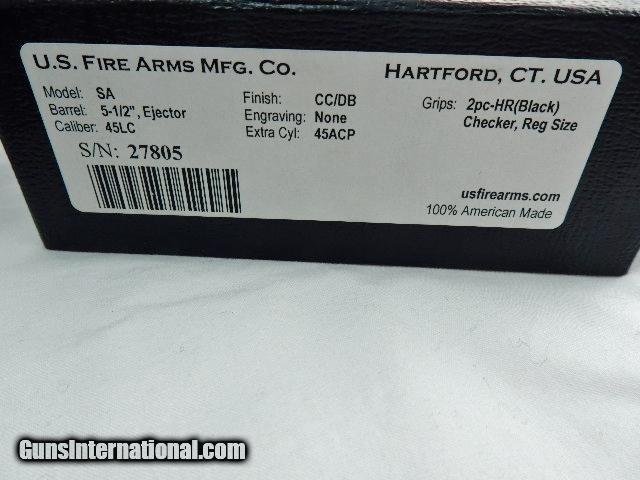 U.S. FIRE ARMS MFG. CO. HARTFORD, CT. USA
Model: SA Finish: CC/DB Grips: 2pc-HR(Black)
Barrel: 5-1/2", Ejector Engraving: None Checker, Reg Size
Caliber: 45LC Extra Cyl: 45ACP
S/N: 27805
usfirearms.com
100% American Made
GunsInternational.com